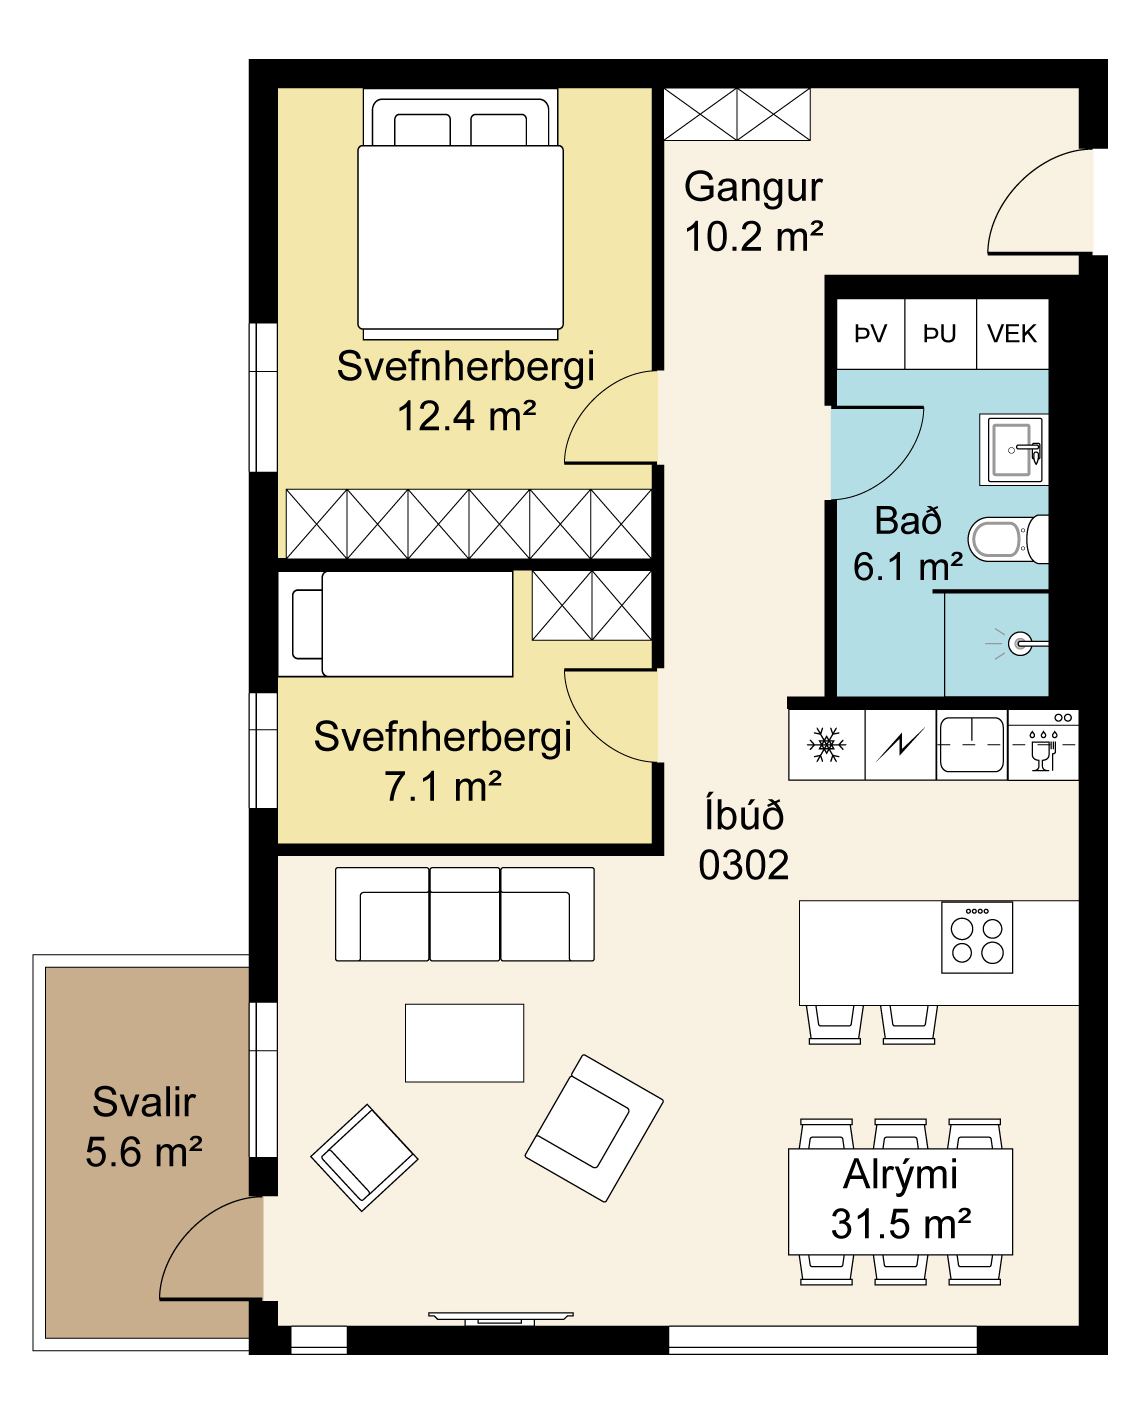 Gangur
10.2 m²
ÞV ÞU VEK
Svefnherbergi
12.4 m²
Bað
6.1 m²
Svefnherbergi
7.1 m²
Íbúð
0302
Svalir
5.6 m²
Alrými
31.5 m²